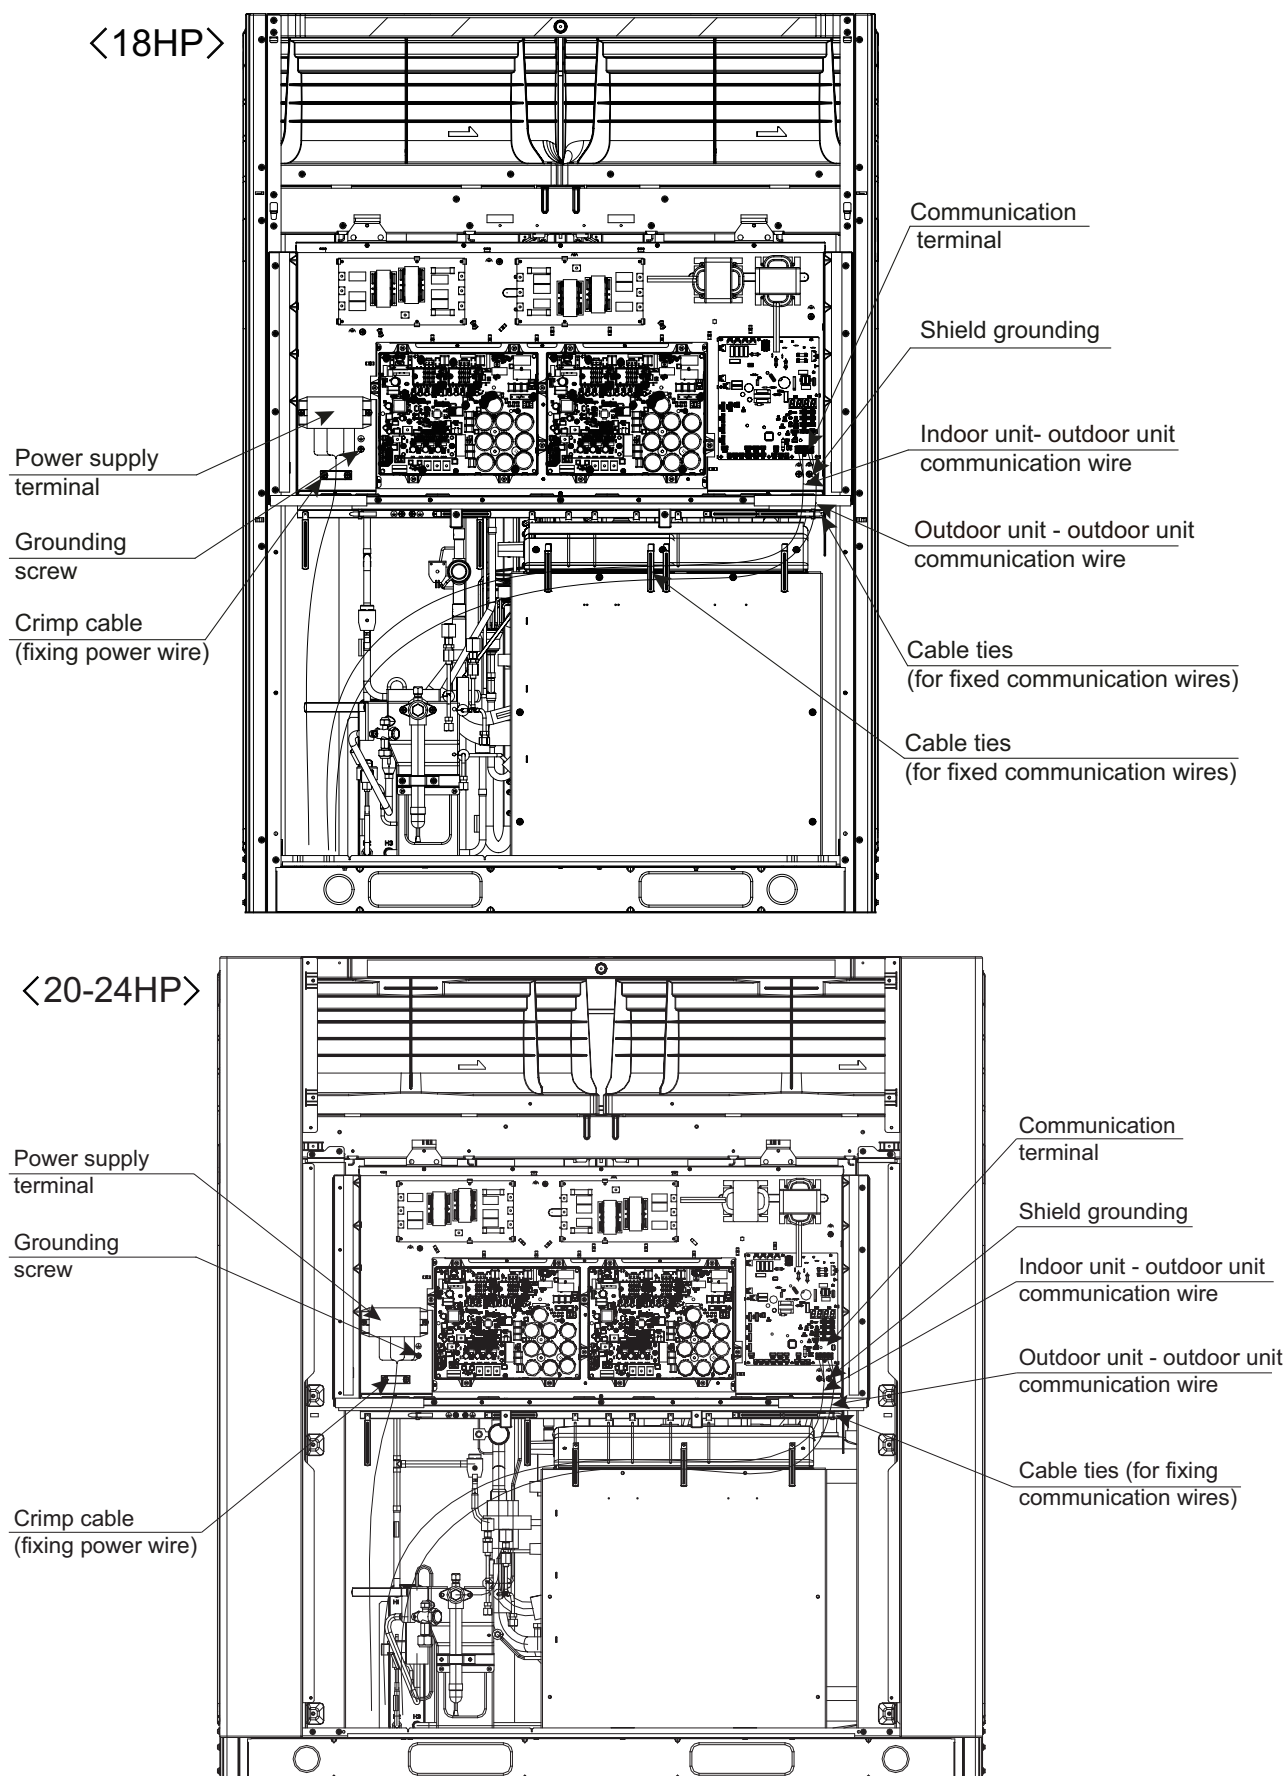 <18HP>
Communication
terminal
Shield grounding
Indoor unit- outdoor unit
communication wire
Outdoor unit - outdoor unit
communication wire
Cable ties
(for fixed communication wires)
Cable ties
(for fixed communication wires)
Power supply
terminal
Grounding
screw
Crimp cable
(fixing power wire)
<20-24HP>
Power supply
terminal
Grounding
screw
Crimp cable
(fixing power wire)
Communication
terminal
Shield grounding
Indoor unit - outdoor unit
communication wire
Outdoor unit - outdoor unit
communication wire
Cable ties (for fixing
communication wires)